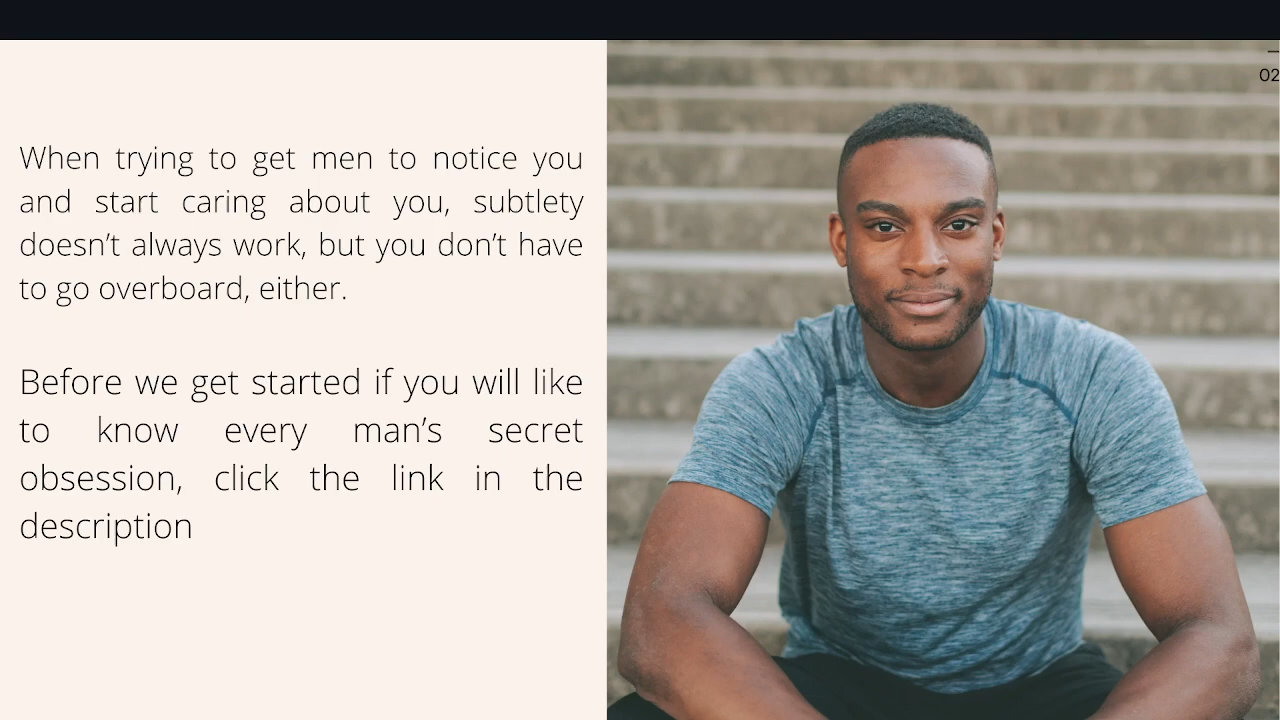 02
When trying to get men to notice you
and start caring about you, subtlety
doesn't always work, but you don't have
to go overboard, either.
Before we get started if you will like
to know every man's secret
obsession, click the link in the
description